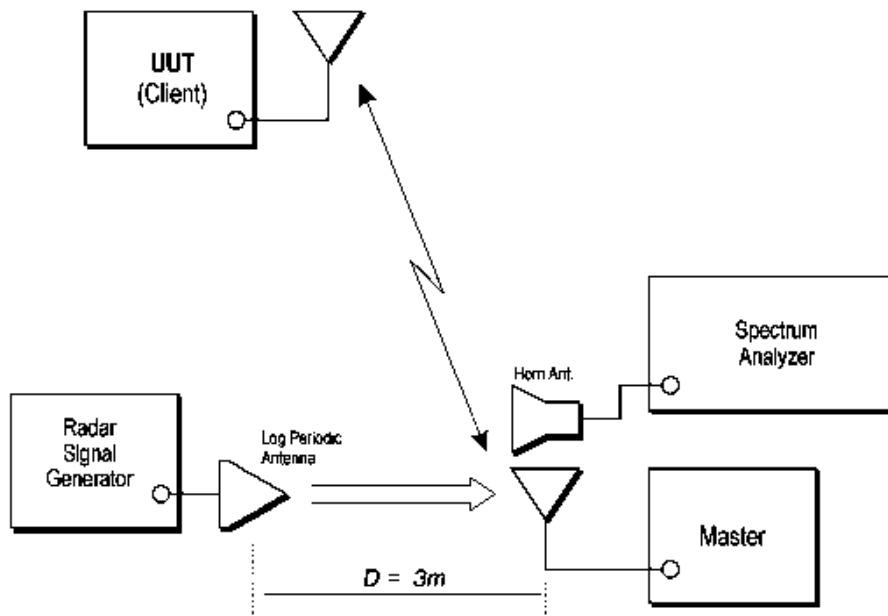 UUT
(Client)
Spectrum
Analyzer
Horn Ant.
Radar
Signal
Generator
Log Periodic
Antenna
Master
D = 3m